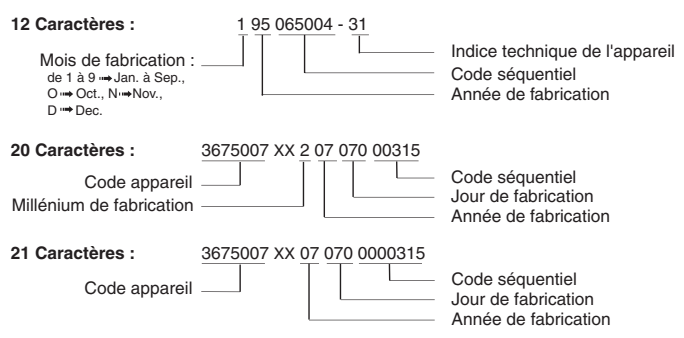 12 Caractères :
1 95 065004 - 31
Mois de fabrication :
de 1 à 9 ➟ Jan. à Sep.,
O ➟ Oct., N ➟ Nov.,
D ➟ Dec.
Indice technique de l'appareil
Code séquentiel
Année de fabrication
20 Caractères :
3675007 XX 2 07 070 00315
Code appareil
Millénium de fabrication
Code séquentiel
Jour de fabrication
Année de fabrication
21 Caractères :
3675007 XX 07 070 0000315
Code appareil
Code séquentiel
Jour de fabrication
Année de fabrication